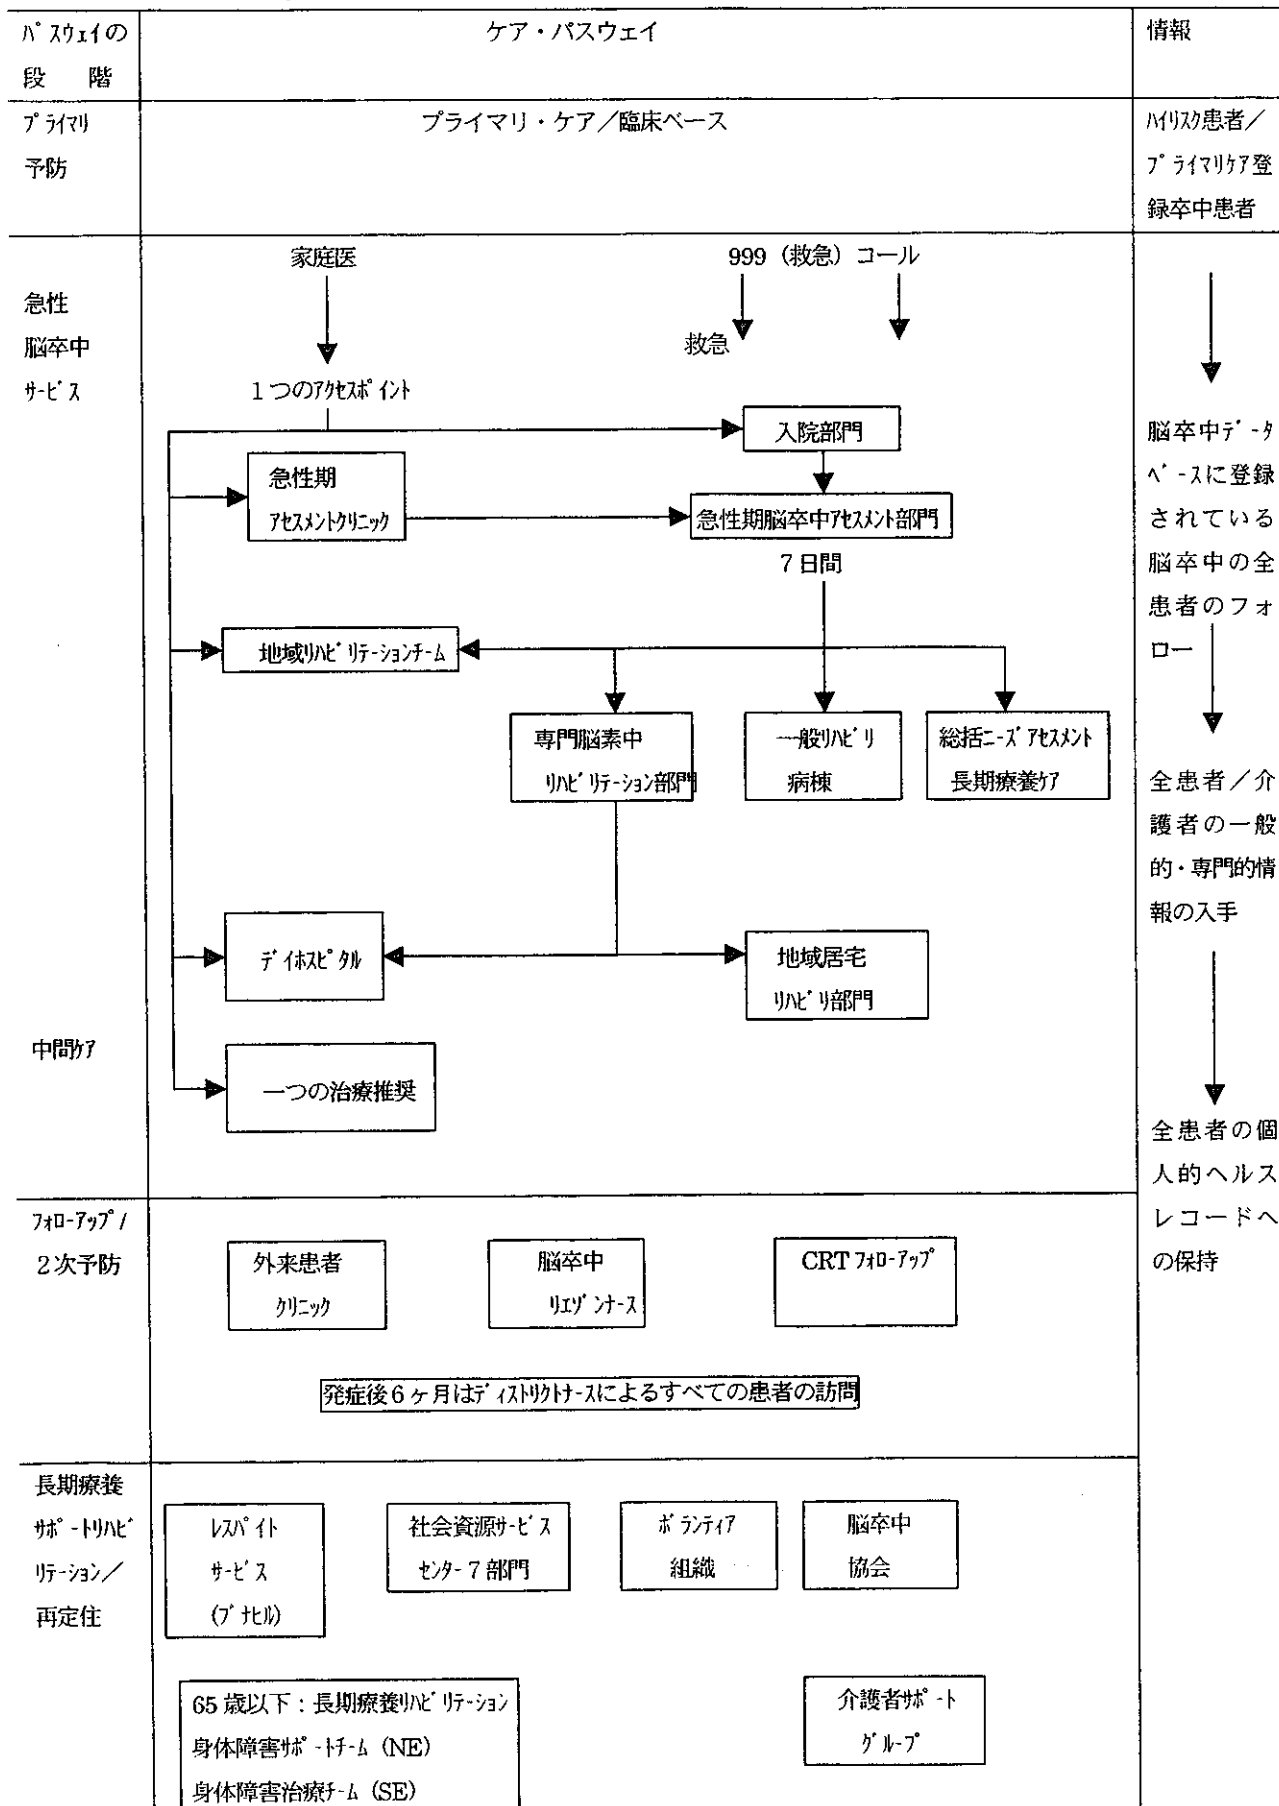 パスウェイの
段　階
ケア・パスウェイ
情報
プライマリ
予防
プライマリ・ケア／臨床ベース
ハイリスク患者／
プライマリケア登
録卒中患者
急性
脳卒中
サービス
家庭医
999（救急）コール
救急
1つのアクセスポイント
入院部門
急性期
アセスメントクリニック
急性期脳卒中アセスメント部門
7日間
地域リハビリテーションチーム
専門脳素中
リハビリテーション部門
一般リハビリ
病棟
総括ニーズアセスメント
長期療養ケア
デイホスピタル
地域居宅
リハビリ部門
中間ケア
一つの治療推奨
脳卒中データ
ベースに登録
されている
脳卒中の全
患者のフォ
ロー
全患者／介
護者の一般
的・専門的情
報の入手
全患者の個
人的ヘルス
レコードへ
の保持
フォローアップ/
2次予防
外来患者
クリニック
脳卒中
リエゾンナース
CRTフォローアップ
発症後6ヶ月はディストリクトナースによるすべての患者の訪問
長期療養
サポートリハビ
リテーション／
再定住
レスパイト
サービス
(ブナヒル)
社会資源サービス
センター7部門
ボランティア
組織
脳卒中
協会
65歳以下：長期療養リハビリテーション
身体障害サポートチーム（NE）
身体障害治療チーム（SE）
介護者サポート
グループ